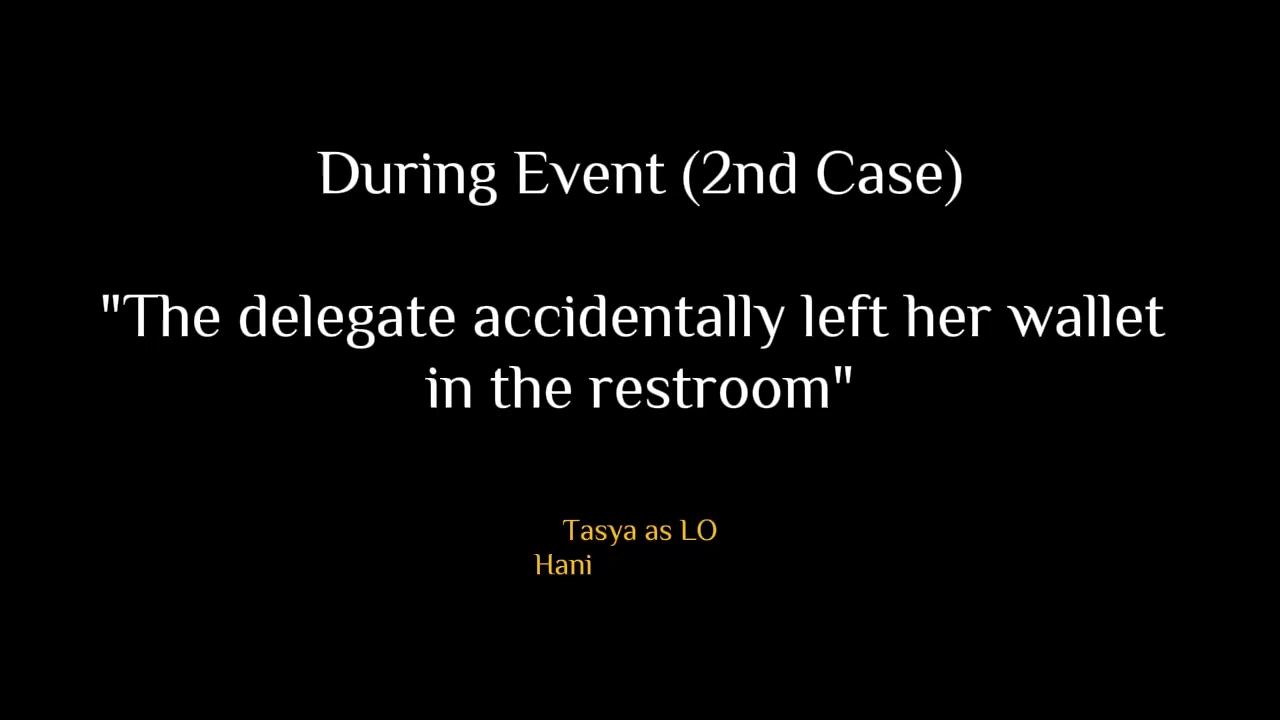 During Event (2nd Case)
"The delegate accidentally left her wallet
in the restroom"
Tasya as LO
Hani